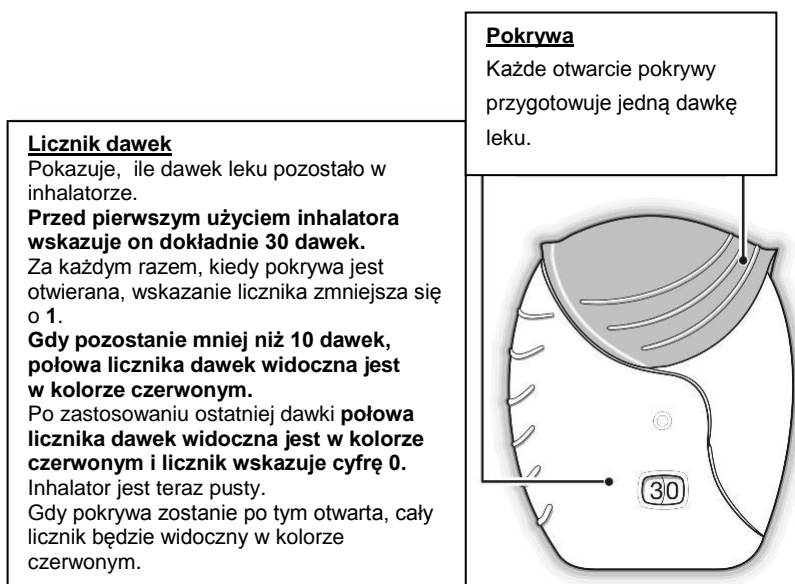 Pokrywa
Każde otwarcie pokrywy
przygotowuje jedną dawkę
leku.
Licznik dawek
Pokazuje, ile dawek leku pozostało w
inhalatorze.
Przed pierwszym użyciem inhalatora
wskazuje on dokładnie 30 dawek.
Za każdym razem, kiedy pokrywa jest
otwierana, wskazanie licznika zmniejsza się
o 1.
Gdy pozostanie mniej niż 10 dawek,
połowa licznika dawek widoczna jest
w kolorze czerwonym.
Po zastosowaniu ostatniej dawki połowa
licznika dawek widoczna jest w kolorze
czerwonym i licznik wskazuje cyfrę 0.
Inhalator jest teraz pusty.
Gdy pokrywa zostanie po tym otwarta, cały
licznik będzie widoczny w kolorze
czerwonym.
30